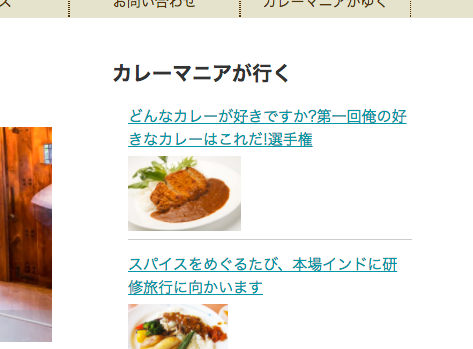 ス
お問い合わせ
カレーマニアがゆく
カレーマニアが行く
どんなカレーが好きですか?第一回俺の好
きなカレーはこれだ!選手権
スパイスをめぐるたび、本場インドに研
修旅行に向かいます